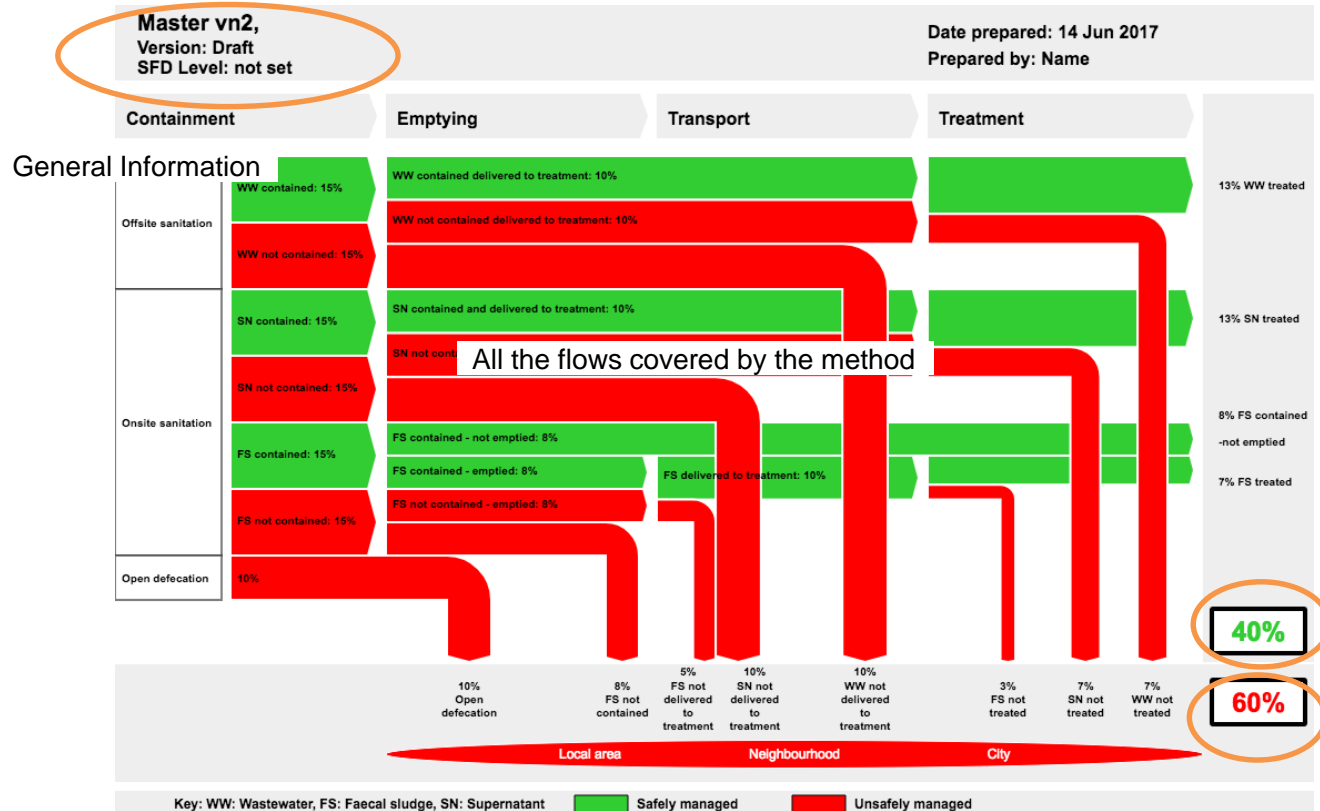 Master vn2,
Version: Draft
SFD Level: not set
Date prepared: 14 Jun 2017
Prepared by: Name
Containment
Emptying
Transport
Treatment
General Information
Offsite sanitation
WW contained: 15%
WW contained delivered to treatment: 10%
13% WW treated
WW not contained: 15%
WW not contained delivered to treatment: 10%
Onsite sanitation
SN contained: 15%
SN contained and delivered to treatment: 10%
13% SN treated
SN not contained: 15%
SN not
All the flows covered by the method
FS contained: 15%
FS contained - not emptied: 8%
8% FS contained
-not emptied
FS contained - emptied: 8%
FS delivered to treatment: 10%
7% FS treated
FS not contained: 15%
FS not contained - emptied: 8%
Open defecation
10%
40%
60%
10%
Open
defecation
8%
FS not
contained
5%
FS not
delivered
to
treatment
10%
SN not
delivered
to
treatment
10%
WW not
delivered
to
treatment
3%
FS not
treated
7%
SN not
treated
7%
WW not
treated
Local area
Neighbourhood
City
Key: WW: Wastewater, FS: Faecal sludge, SN: Supernatant
Safely managed
Unsafely managed